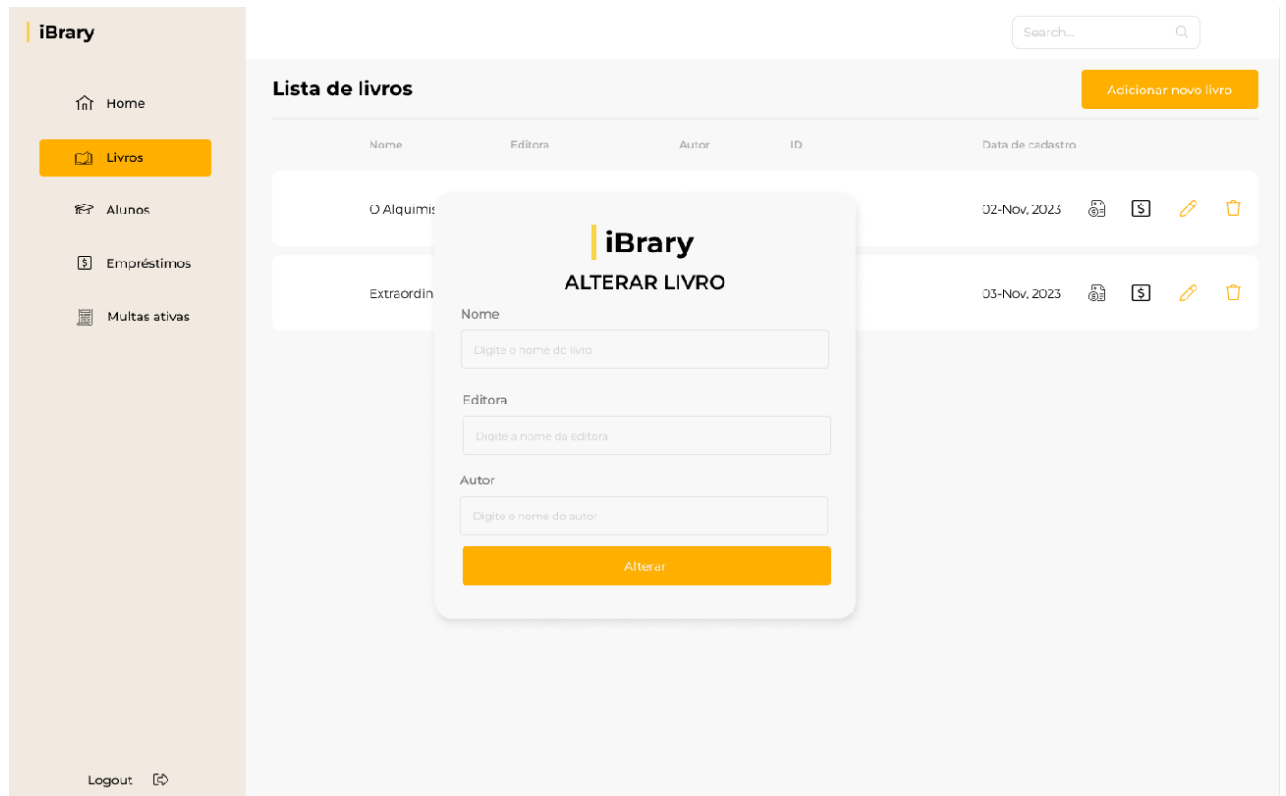 iBrary
Search...
Home
Livros
Alunos
Empréstimos
Multas ativas
Logout
Lista de livros
Adicionar novo livro
Nome Editora Autor ID Data de cadastro
O Alquimis 02-Nov, 2023
Extraordin 03-Nov, 2023
iBrary
ALTERAR LIVRO
Nome
Digite o nome do livro
Editora
Digite a nome da editora
Autor
Digite o nome do autor
Alterar